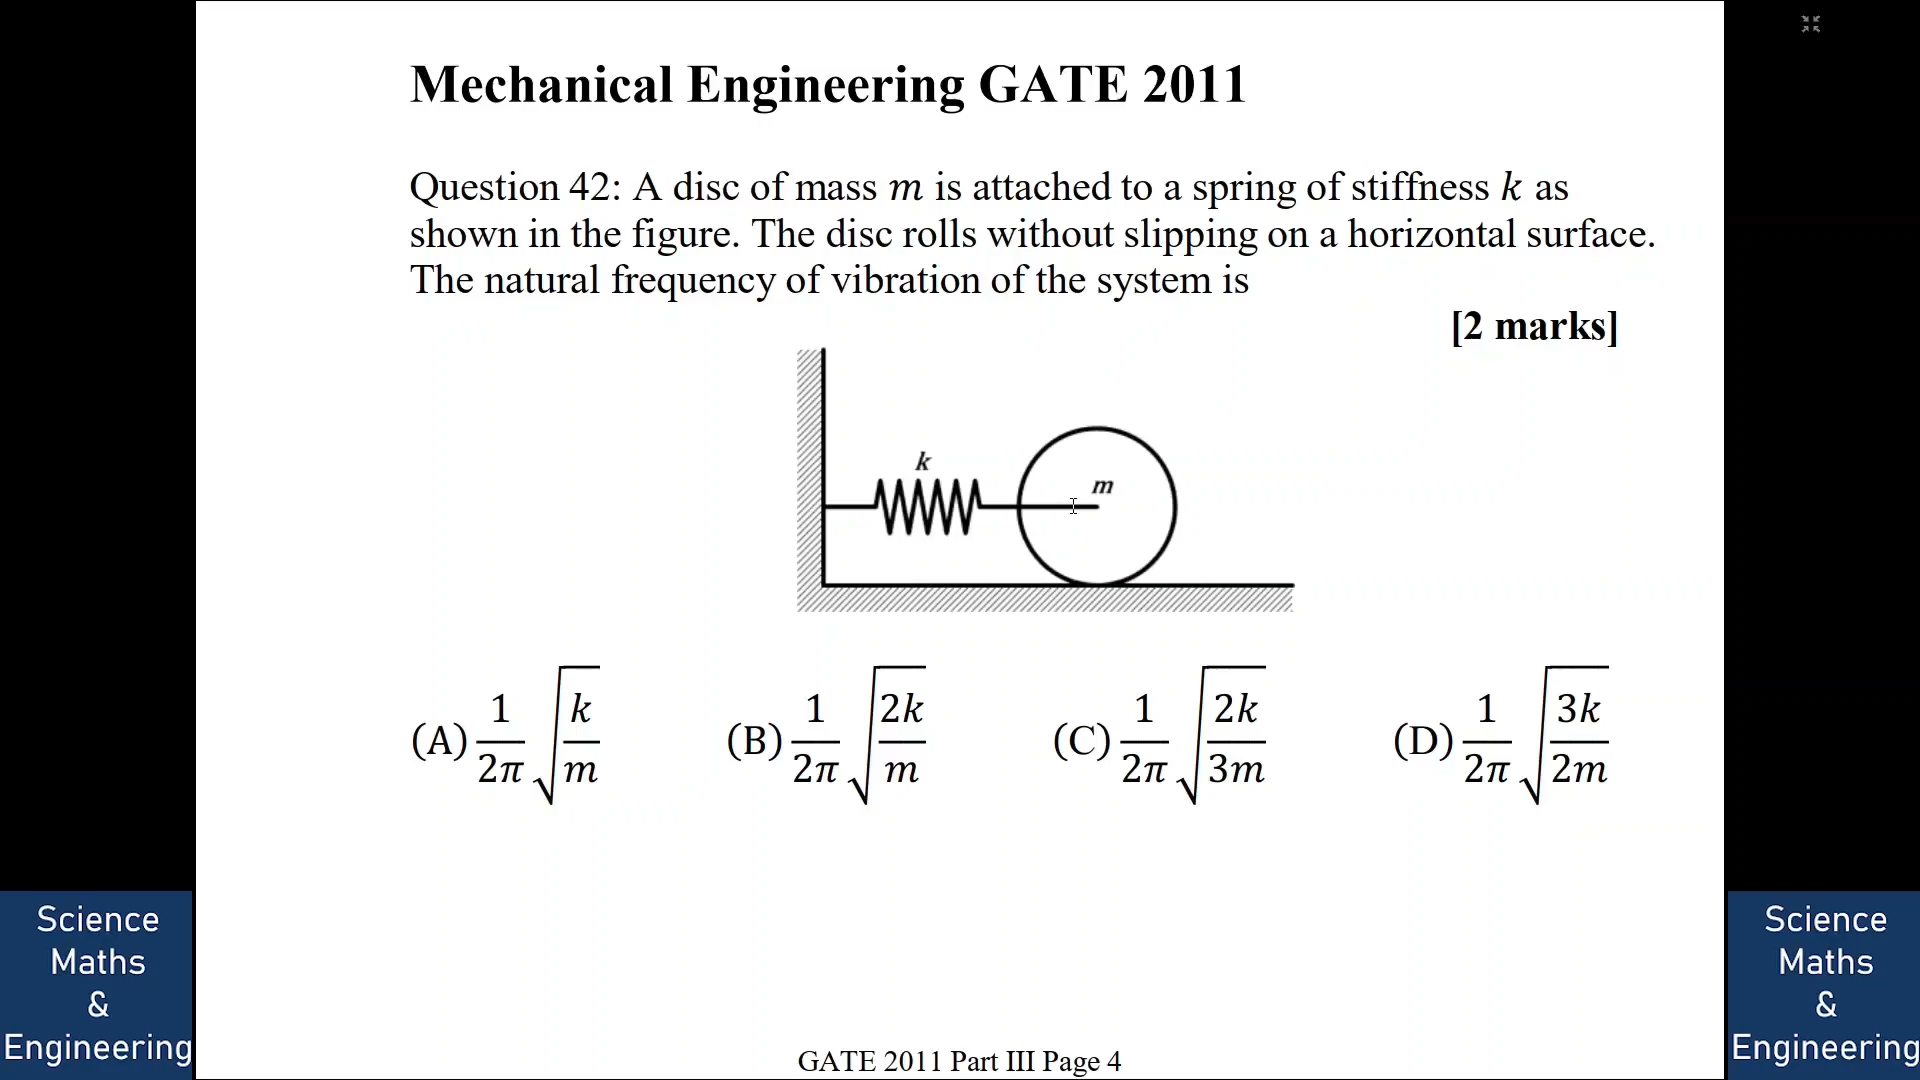 Mechanical Engineering GATE 2011
Question 42: A disc of mass m is attached to a spring of stiffness k as
shown in the figure. The disc rolls without slipping on a horizontal surface.
The natural frequency of vibration of the system is
[2 marks]
k
m
(A) 1/2π √(k/m) (B) 1/2π √(2k/m) (C) 1/2π √(2k/3m) (D) 1/2π √(3k/2m)
Science
Maths
&
Engineering
Science
Maths
&
Engineering
GATE 2011 Part III Page 4